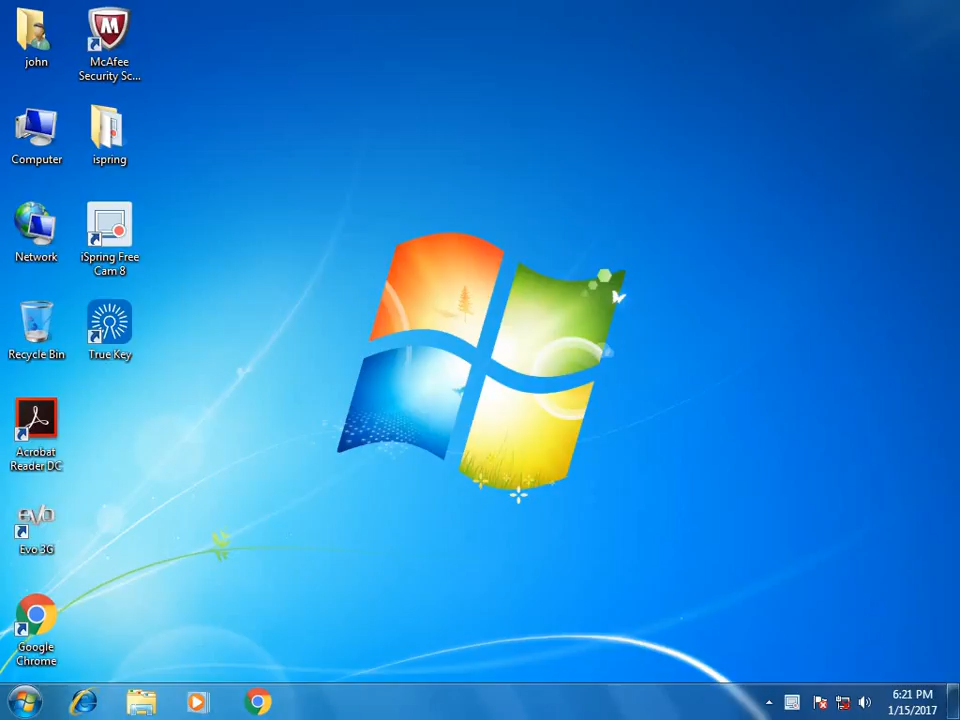 john
McAfee
Security Sc...
Computer
ispring
Network
iSpring Free
Cam 8
Recycle Bin
True Key
Acrobat
Reader DC
evo
Evo 3G
Google
Chrome
6:21 PM
1/15/2017